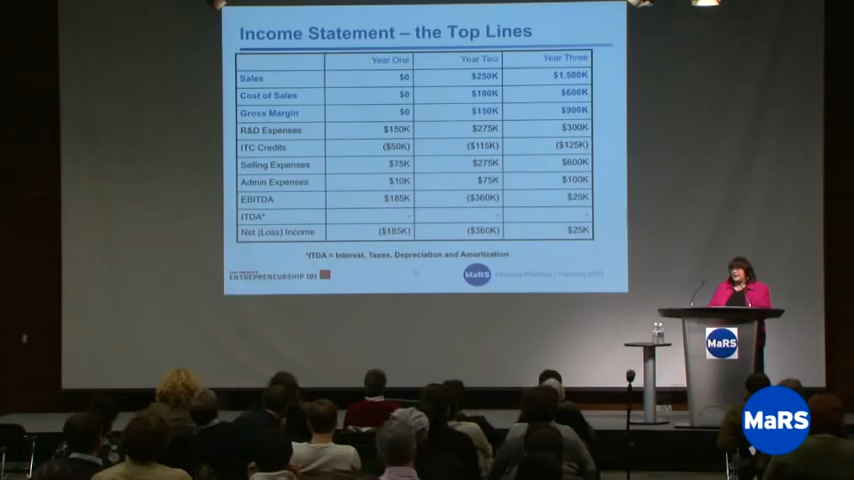 Income Statement – the Top Lines
Year One Year Two Year Three
Sales $0 $250K $1,500K
Cost of Sales $0 $100K $600K
Gross Margin $0 $150K $900K
R&D Expenses $150K $275K $300K
ITC Credits ($50K) ($115K) ($125K)
Selling Expenses $75K $275K $600K
Admin Expenses $10K $75K $100K
EBITDA $185K ($360K) $25K
ITDA* - - -
Net (Loss) Income ($185K) ($360K) $25K
*ITDA = Interest, Taxes, Depreciation and Amortization
ENTREPRENEURSHIP 101
MaRS
Financial Planning - February
MaRS
MaRS